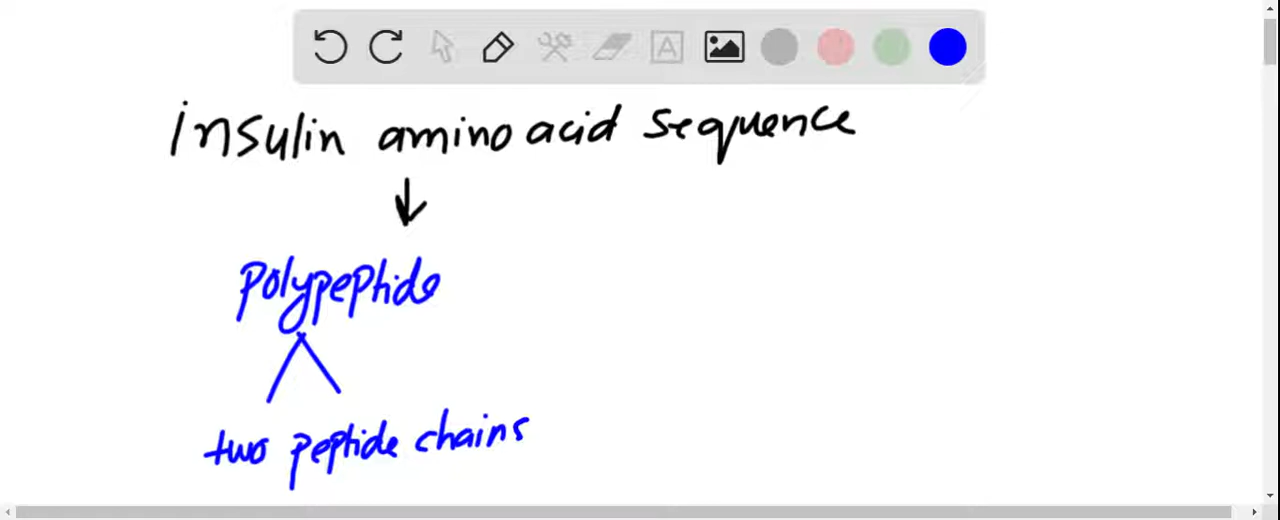 insulin amino acid sequence
polypeptide
two peptide chains